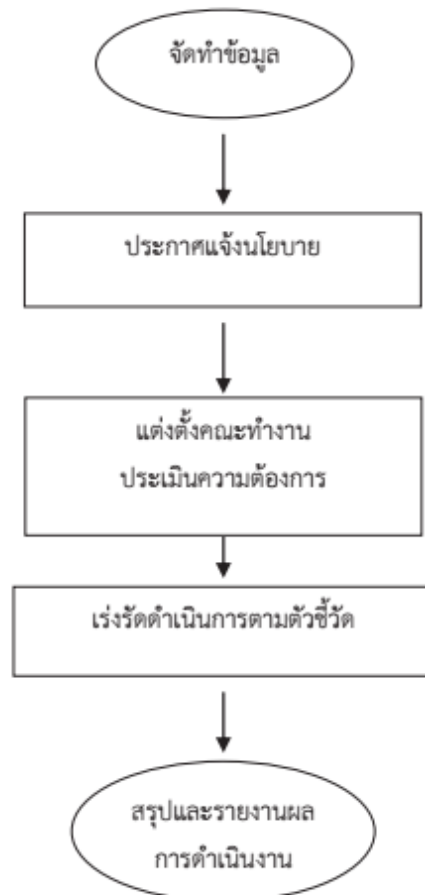 จัดทำข้อมูล
ประกาศแจ้งนโยบาย
แต่งตั้งคณะทำงาน
ประเมินความต้องการ
เร่งรัดดำเนินการตามตัวชี้วัด
สรุปและรายงานผล
การดำเนินงาน